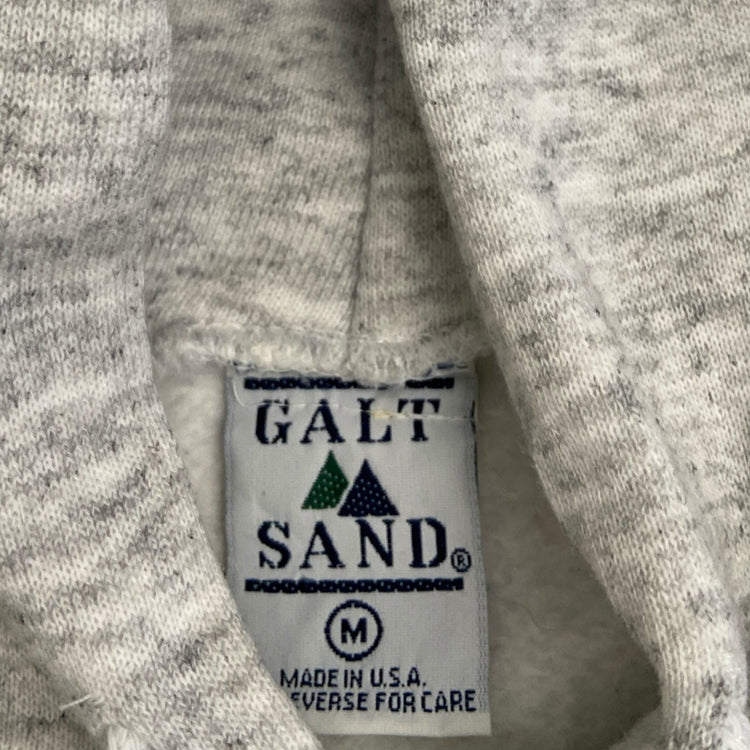 GALT
SAND®
M
MADE IN U.S.A.
EVERSE FOR CARE